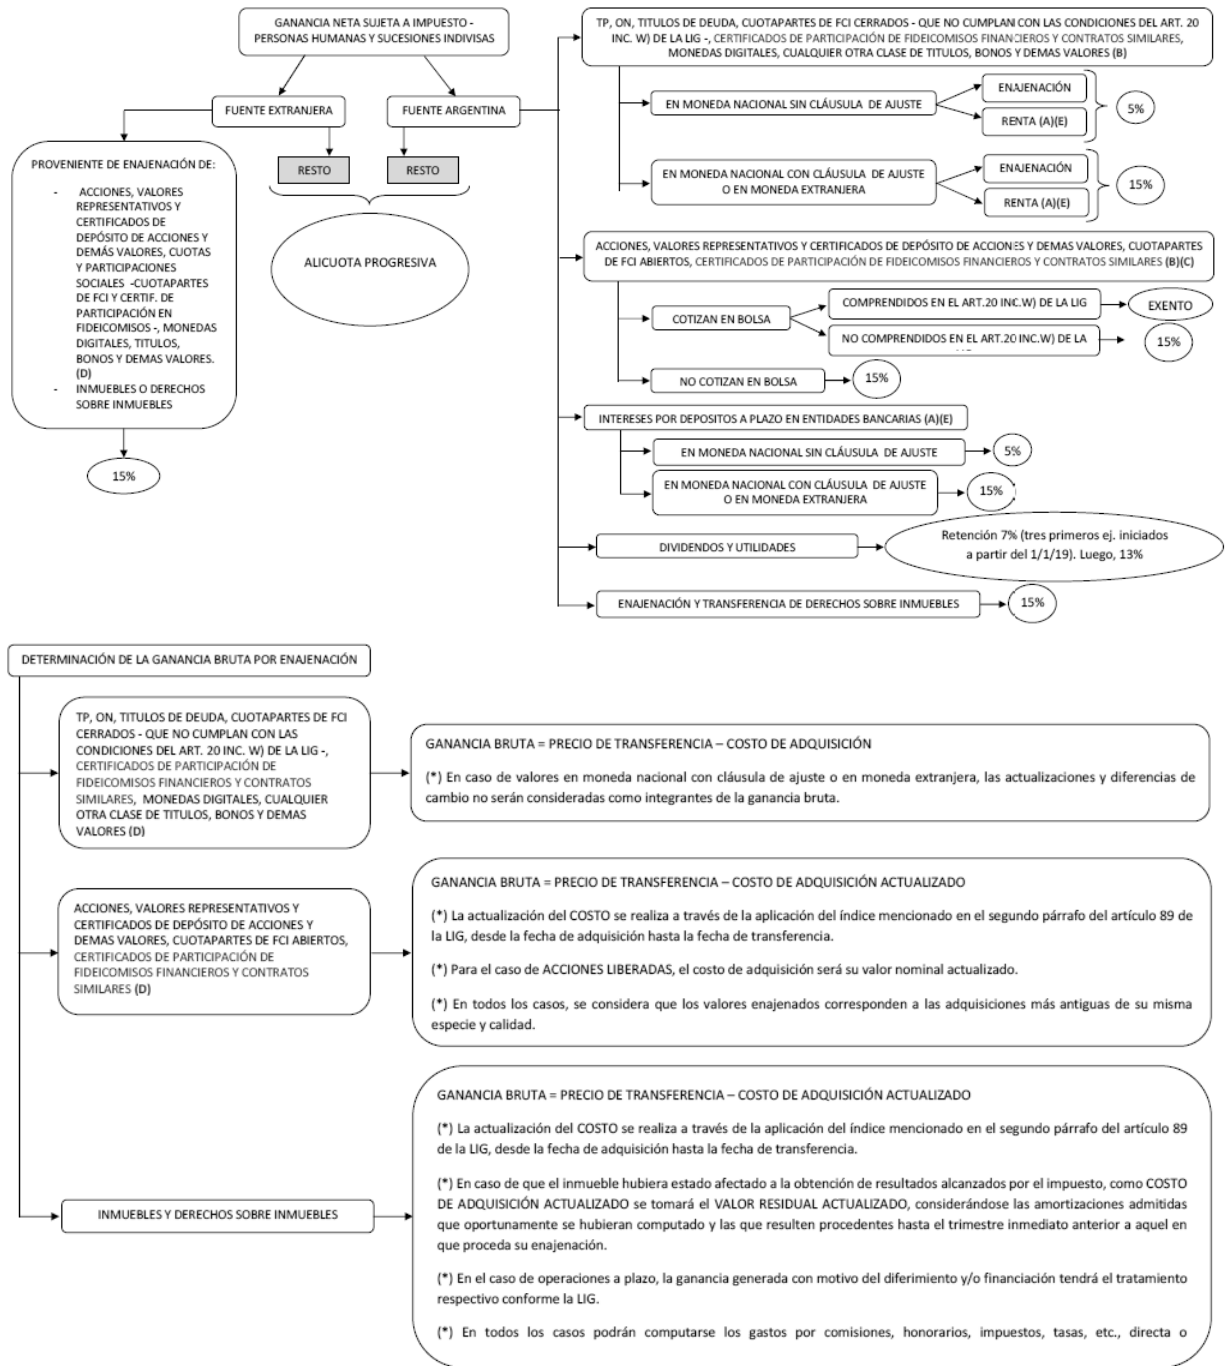 GANANCIA NETA SUJETA A IMPUESTO -
PERSONAS HUMANAS Y SUCESIONES INDIVISAS
FUENTE EXTRANJERA
FUENTE ARGENTINA
RESTO
RESTO
ALICUOTA PROGRESIVA
PROVENIENTE DE ENAJENACIÓN DE:
- ACCIONES, VALORES
REPRESENTATIVOS Y
CERTIFICADOS DE
DEPÓSITO DE ACCIONES Y
DEMÁS VALORES, CUOTAS
Y PARTICIPACIONES
SOCIALES -CUOTAPARTES
DE FCI Y CERTIF. DE
PARTICIPACIÓN EN
FIDEICOMISOS -, MONEDAS
DIGITALES, TITULOS,
BONOS Y DEMAS VALORES.
(D)
- INMUEBLES O DERECHOS
SOBRE INMUEBLES
15%
TP, ON, TITULOS DE DEUDA, CUOTAPARTES DE FCI CERRADOS - QUE NO CUMPLAN CON LAS CONDICIONES DEL ART. 20
INC. W) DE LA LIG -, CERTIFICADOS DE PARTICIPACIÓN DE FIDEICOMISOS FINANCIEROS Y CONTRATOS SIMILARES,
MONEDAS DIGITALES, CUALQUIER OTRA CLASE DE TITULOS, BONOS Y DEMAS VALORES (B)
EN MONEDA NACIONAL SIN CLÁUSULA DE AJUSTE
ENAJENACIÓN
RENTA (A)(E)
5%
EN MONEDA NACIONAL CON CLÁUSULA DE AJUSTE
O EN MONEDA EXTRANJERA
ENAJENACIÓN
RENTA (A)(E)
15%
ACCIONES, VALORES REPRESENTATIVOS Y CERTIFICADOS DE DEPÓSITO DE ACCIONES Y DEMAS VALORES, CUOTAPARTES
DE FCI ABIERTOS, CERTIFICADOS DE PARTICIPACIÓN DE FIDEICOMISOS FINANCIEROS Y CONTRATOS SIMILARES (B)(C)
COTIZAN EN BOLSA
COMPRENDIDOS EN EL ART.20 INC.W) DE LA LIG
EXENTO
NO COMPRENDIDOS EN EL ART.20 INC.W) DE LA
15%
NO COTIZAN EN BOLSA
15%
INTERESES POR DEPOSITOS A PLAZO EN ENTIDADES BANCARIAS (A)(E)
EN MONEDA NACIONAL SIN CLÁUSULA DE AJUSTE
5%
EN MONEDA NACIONAL CON CLÁUSULA DE AJUSTE
O EN MONEDA EXTRANJERA
15%
DIVIDENDOS Y UTILIDADES
Retención 7% (tres primeros ej. iniciados
a partir del 1/1/19). Luego, 13%
ENAJENACIÓN Y TRANSFERENCIA DE DERECHOS SOBRE INMUEBLES
15%
DETERMINACIÓN DE LA GANANCIA BRUTA POR ENAJENACIÓN
TP, ON, TITULOS DE DEUDA, CUOTAPARTES DE FCI
CERRADOS - QUE NO CUMPLAN CON LAS
CONDICIONES DEL ART. 20 INC. W) DE LA LIG -,
CERTIFICADOS DE PARTICIPACIÓN DE
FIDEICOMISOS FINANCIEROS Y CONTRATOS
SIMILARES, MONEDAS DIGITALES, CUALQUIER
OTRA CLASE DE TITULOS, BONOS Y DEMAS
VALORES (D)
GANANCIA BRUTA = PRECIO DE TRANSFERENCIA – COSTO DE ADQUISICIÓN
(*) En caso de valores en moneda nacional con cláusula de ajuste o en moneda extranjera, las actualizaciones y diferencias de
cambio no serán consideradas como integrantes de la ganancia bruta.
ACCIONES, VALORES REPRESENTATIVOS Y
CERTIFICADOS DE DEPÓSITO DE ACCIONES Y
DEMAS VALORES, CUOTAPARTES DE FCI ABIERTOS,
CERTIFICADOS DE PARTICIPACIÓN DE
FIDEICOMISOS FINANCIEROS Y CONTRATOS
SIMILARES (D)
GANANCIA BRUTA = PRECIO DE TRANSFERENCIA – COSTO DE ADQUISICIÓN ACTUALIZADO
(*) La actualización del COSTO se realiza a través de la aplicación del índice mencionado en el segundo párrafo del artículo 89 de
la LIG, desde la fecha de adquisición hasta la fecha de transferencia.
(*) Para el caso de ACCIONES LIBERADAS, el costo de adquisición será su valor nominal actualizado.
(*) En todos los casos, se considera que los valores enajenados corresponden a las adquisiciones más antiguas de su misma
especie y calidad.
INMUEBLES Y DERECHOS SOBRE INMUEBLES
GANANCIA BRUTA = PRECIO DE TRANSFERENCIA – COSTO DE ADQUISICIÓN ACTUALIZADO
(*) La actualización del COSTO se realiza a través de la aplicación del índice mencionado en el segundo párrafo del artículo 89
de la LIG, desde la fecha de adquisición hasta la fecha de transferencia.
(*) En caso de que el inmueble hubiera estado afectado a la obtención de resultados alcanzados por el impuesto, como COSTO
DE ADQUISICIÓN ACTUALIZADO se tomará el VALOR RESIDUAL ACTUALIZADO, considerándose las amortizaciones admitidas
que oportunamente se hubieran computado y las que resulten procedentes hasta el trimestre inmediato anterior a aquel en
que proceda su enajenación.
(*) En el caso de operaciones a plazo, la ganancia generada con motivo del diferimiento y/o financiación tendrá el tratamiento
respectivo conforme la LIG.
(*) En todos los casos podrán computarse los gastos por comisiones, honorarios, impuestos, tasas, etc., directa o